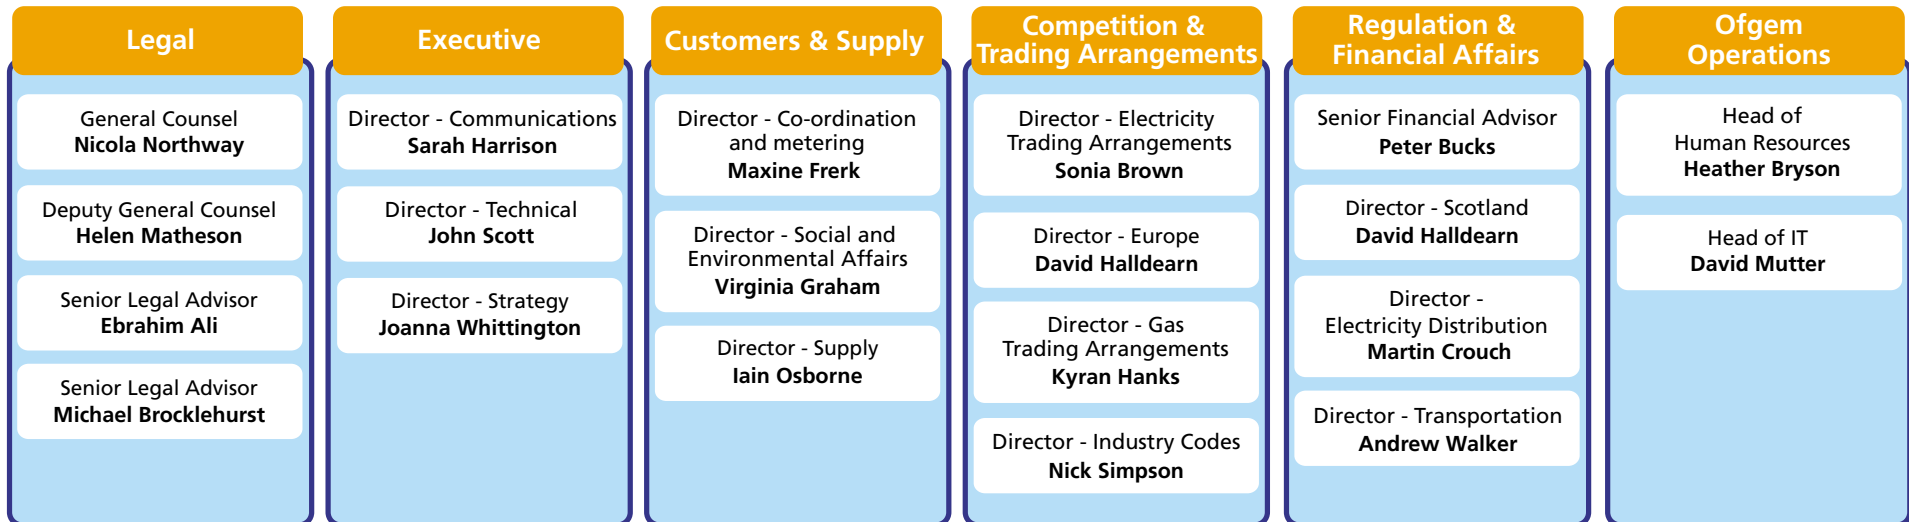 Legal
General Counsel
Nicola Northway
Deputy General Counsel
Helen Matheson
Senior Legal Advisor
Ebrahim Ali
Senior Legal Advisor
Michael Brocklehurst
Executive
Director - Communications
Sarah Harrison
Director - Technical
John Scott
Director - Strategy
Joanna Whittington
Customers & Supply
Director - Co-ordination
and metering
Maxine Frerk
Director - Social and
Environmental Affairs
Virginia Graham
Director - Supply
Iain Osborne
Competition &
Trading Arrangements
Director - Electricity
Trading Arrangements
Sonia Brown
Director - Europe
David Halldearn
Director - Gas
Trading Arrangements
Kyran Hanks
Director - Industry Codes
Nick Simpson
Regulation &
Financial Affairs
Senior Financial Advisor
Peter Bucks
Director - Scotland
David Halldearn
Director -
Electricity Distribution
Martin Crouch
Director - Transportation
Andrew Walker
Ofgem
Operations
Head of
Human Resources
Heather Bryson
Head of IT
David Mutter